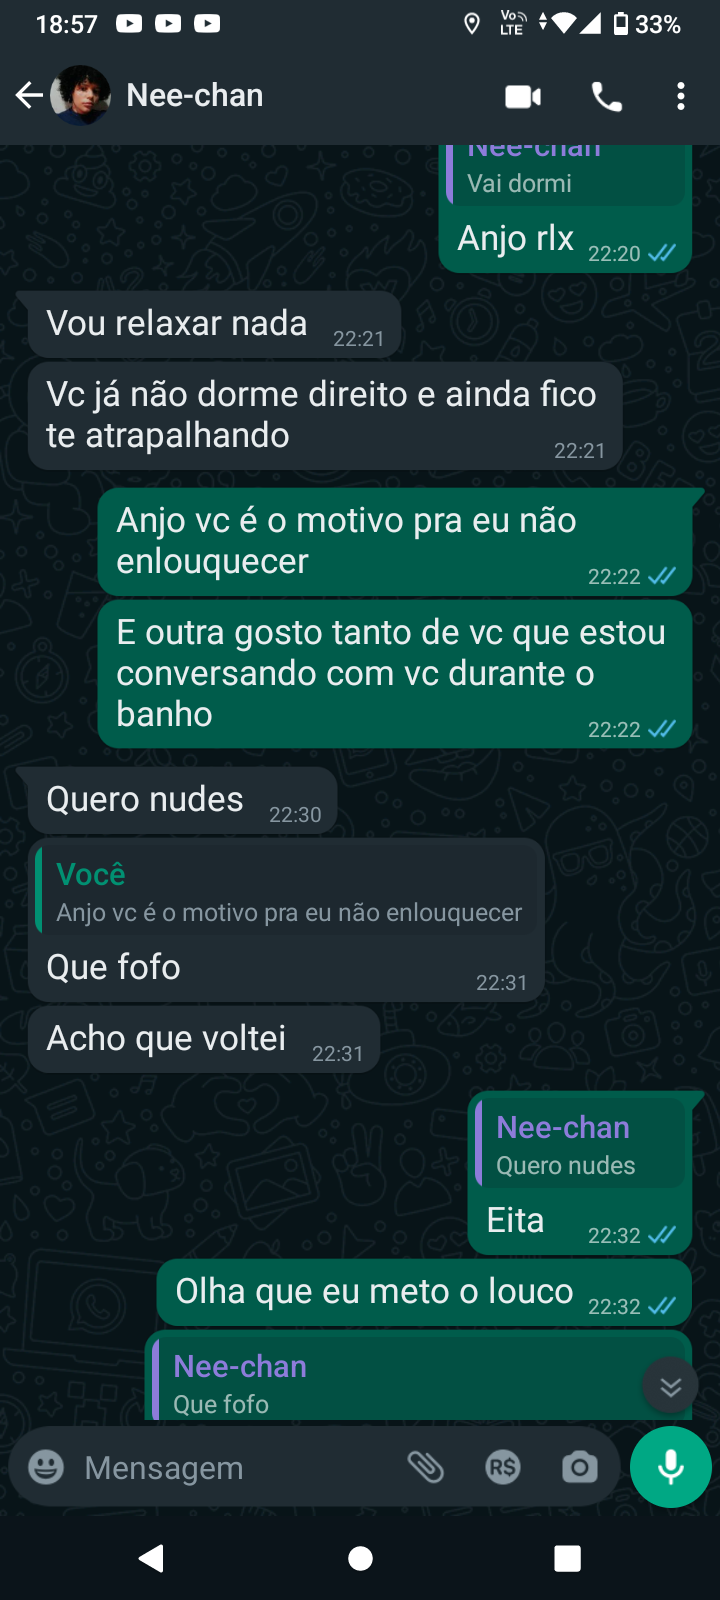 18:57
Vo
LTE
33%
Nee-chan
Nee-chan
Vai dormi
Anjo rlx 22:20
Vou relaxar nada 22:21
Vc já não dorme direito e ainda fico
te atrapalhando 22:21
Anjo vc é o motivo pra eu não
enlouquecer 22:22
E outra gosto tanto de vc que estou
conversando com vc durante o
banho 22:22
Quero nudes 22:30
Você
Anjo vc é o motivo pra eu não enlouquecer
Que fofo 22:31
Acho que voltei 22:31
Nee-chan
Quero nudes
Eita 22:32
Olha que eu meto o louco 22:32
Nee-chan
Que fofo
Mensagem
R$